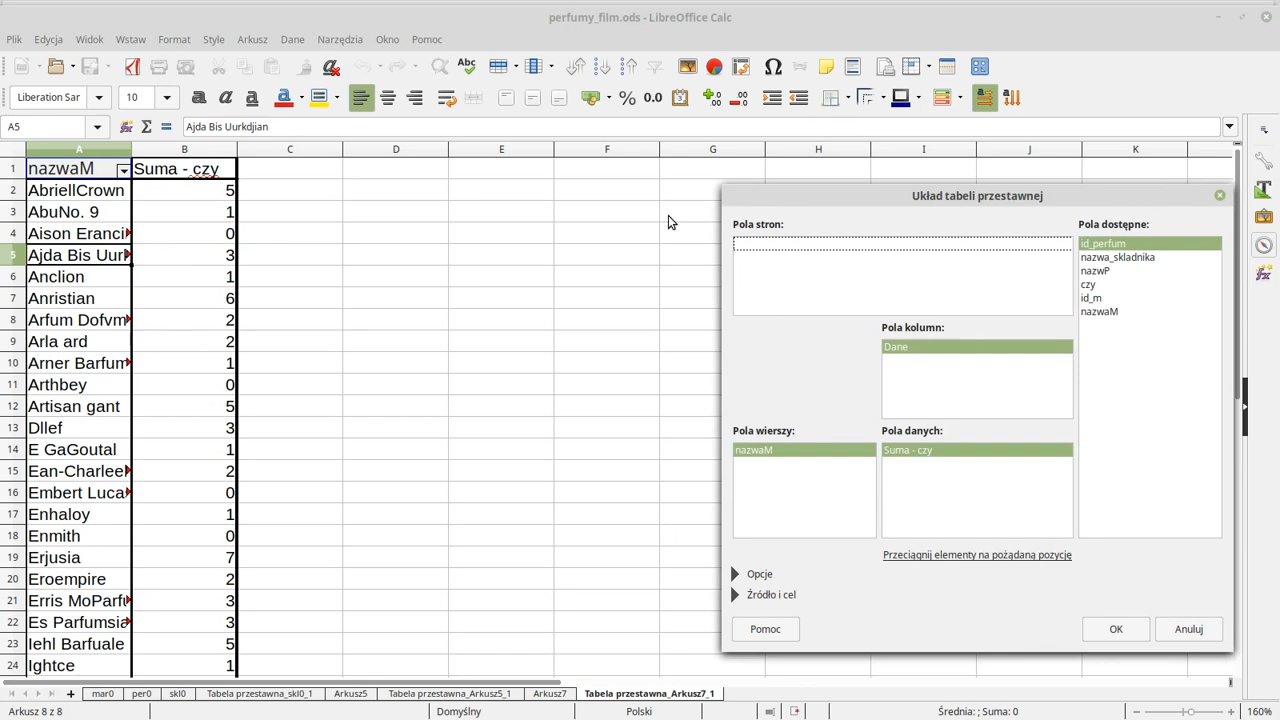 perfumy_film.ods - LibreOffice Calc
Plik Edycja Widok Wstaw Format Style Arkusz Dane Narzędzia Okno Pomoc
Liberation Sar 10
A5 Ajda Bis Uurkdjian
A B C D E F G H I J K
1 nazwaM Suma - czy
2 AbriellCrown 5
3 AbuNo. 9 1
4 Aison Eranci 0
5 Ajda Bis Uurl 3
6 Anclion 1
7 Anristian 6
8 Arfum Dofvm 2
9 Arla ard 2
10 Arner Barfum 1
11 Arthbey 0
12 Artisan gant 5
13 Dllef 3
14 E GaGoutal 1
15 Ean-Charlee 2
16 Embert Luca 0
17 Enhaloy 1
18 Enmith 0
19 Erjusia 7
20 Eroempire 2
21 Erris MoParfu 3
22 Es Parfumsia 3
23 Iehl Barfuale 5
24 Ightce 1
Układ tabeli przestawnej
Pola stron:
Pola dostępne:
id_perfum
nazwa_skladnika
nazwP
czy
id_m
nazwaM
Pola kolumn:
Dane
Pola wierszy:
nazwaM
Pola danych:
Suma - czy
Przeciągnij elementy na pożądaną pozycję
Opcje
Źródło i cel
Pomoc OK Anuluj
mar0 per0 skl0 Tabela przestawna_skl0_1 Arkusz5 Tabela przestawna_Arkusz5_1 Arkusz7 Tabela przestawna_Arkusz7_1
Arkusz 8 z 8 Domyślny Polski Średnia: ; Suma: 0 160%